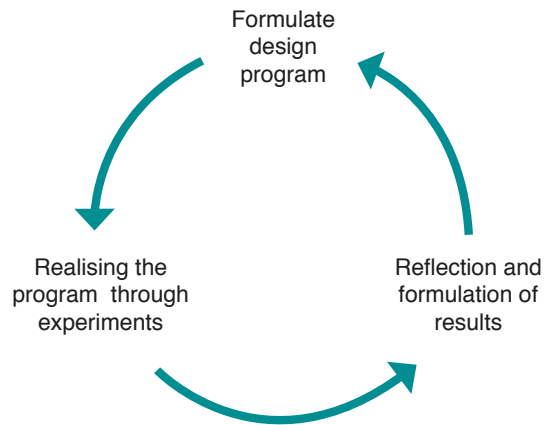 Formulate
design
program
Realising the
program through
experiments
Reflection and
formulation of
results